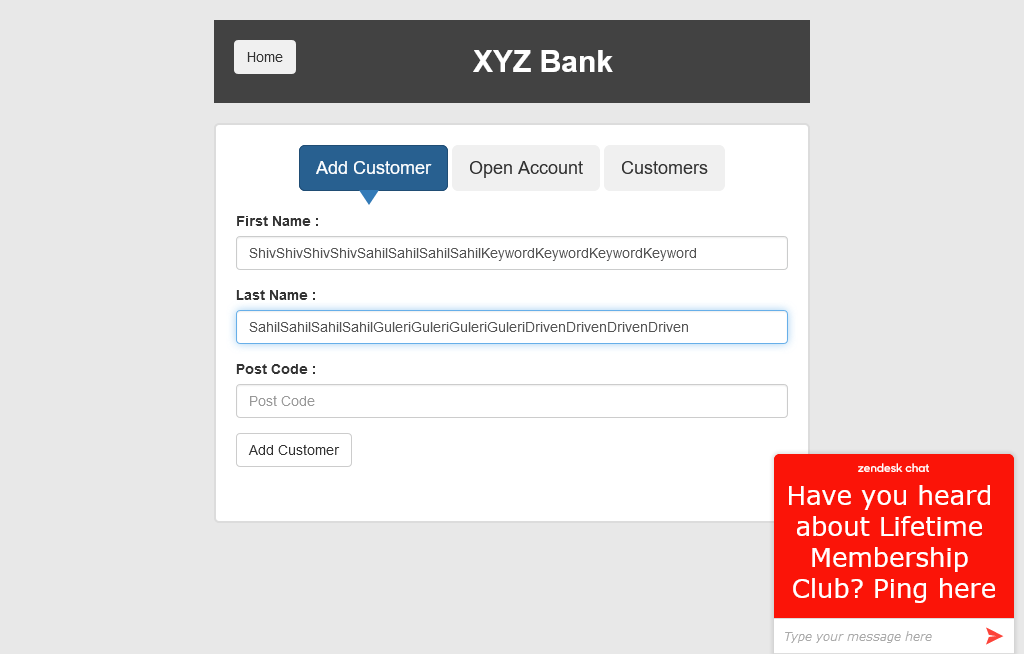 Home
XYZ Bank
Add Customer
Open Account
Customers
First Name :
ShivShivShivShivSahilSahilSahilSahilKeywordKeywordKeywordKeyword
Last Name :
SahilSahilSahilSahilGuleriGuleriGuleriGuleriDrivenDrivenDrivenDriven
Post Code :
Post Code
Add Customer
zendesk chat
Have you heard
about Lifetime
Membership
Club? Ping here
Type your message here